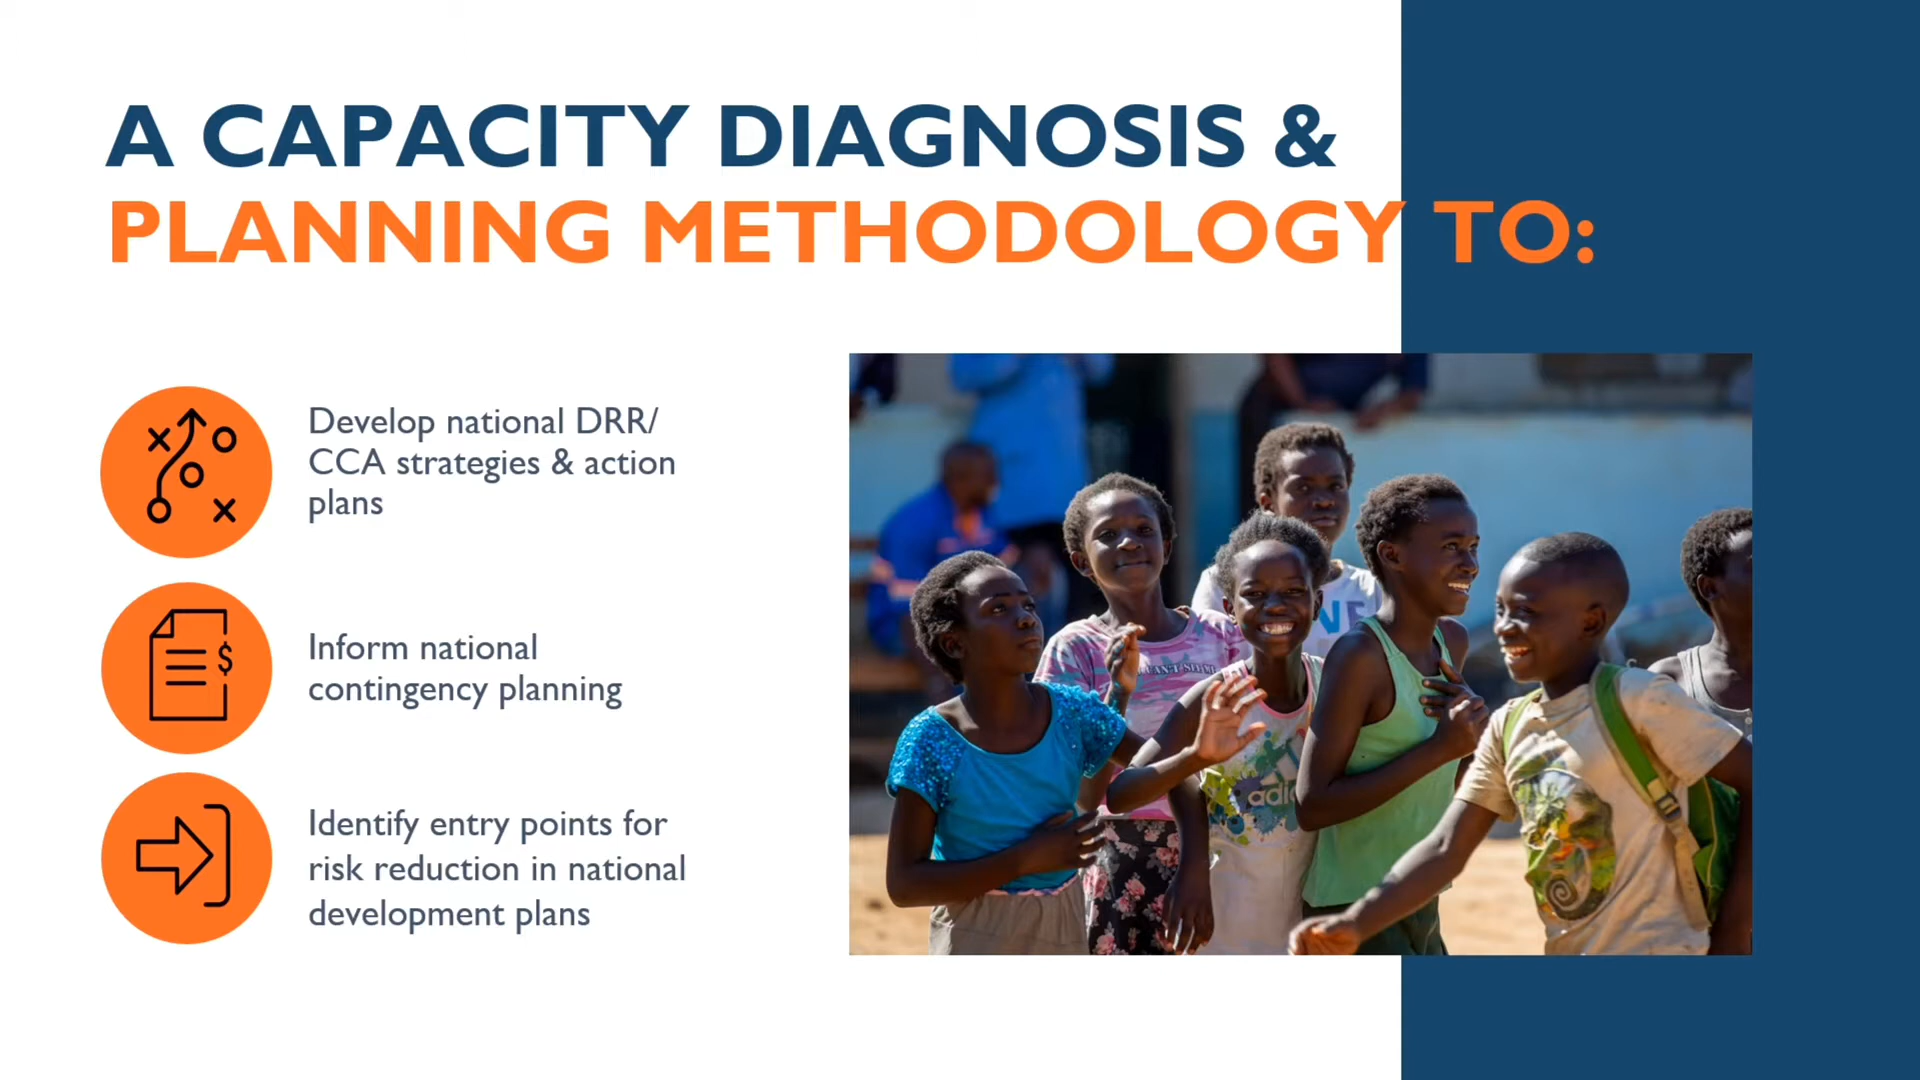 A CAPACITY DIAGNOSIS &
PLANNING METHODOLOGY TO:
Develop national DRR/
CCA strategies & action
plans
Inform national
contingency planning
$
Identify entry points for
risk reduction in national
development plans